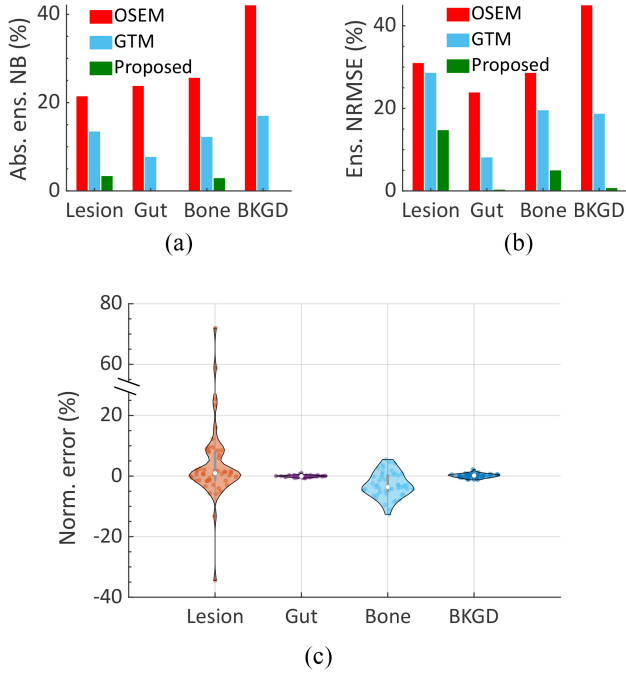 Abs. ens. NB (%)
40
20
0
OSEM
GTM
Proposed
Lesion Gut Bone BKGD
(a)
Ens. NRMSE (%)
40
20
0
OSEM
GTM
Proposed
Lesion Gut Bone BKGD
(b)
Norm. error (%)
80
60
20
0
-20
-40
Lesion Gut Bone BKGD
(c)